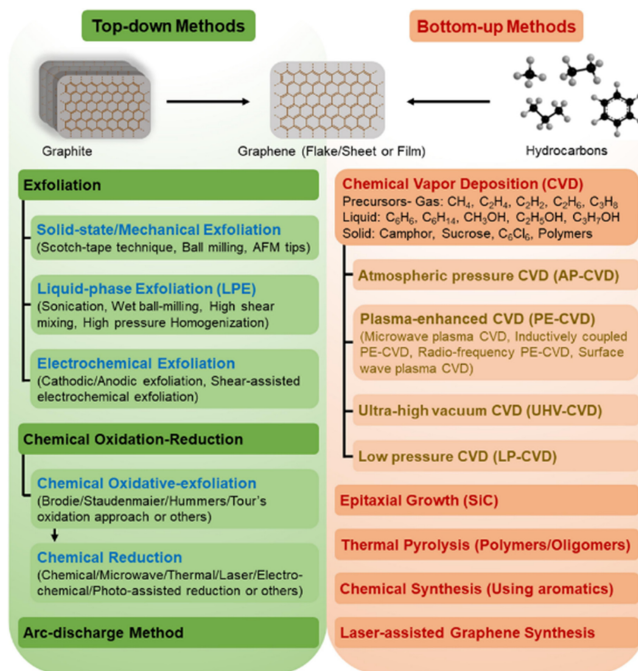 Top-down Methods
Bottom-up Methods
Graphite
Graphene (Flake/Sheet or Film)
Hydrocarbons
Exfoliation
Solid-state/Mechanical Exfoliation
(Scotch-tape technique, Ball milling, AFM tips)
Liquid-phase Exfoliation (LPE)
(Sonication, Wet ball-milling, High shear
mixing, High pressure Homogenization)
Electrochemical Exfoliation
(Cathodic/Anodic exfoliation, Shear-assisted
electrochemical exfoliation)
Chemical Oxidation-Reduction
Chemical Oxidative-exfoliation
(Brodie/Staudenmaier/Hummers/Tour's
oxidation approach or others)
Chemical Reduction
(Chemical/Microwave/Thermal/Laser/Electro-
chemical/Photo-assisted reduction or others)
Arc-discharge Method
Chemical Vapor Deposition (CVD)
Precursors- Gas: CH₄, C₂H₄, C₂H₂, C₂H₆, C₃H₈
Liquid: C₆H₆, C₆H₁₄, CH₃OH, C₂H₅OH, C₃H₇OH
Solid: Camphor, Sucrose, C₆Cl₆, Polymers
Atmospheric pressure CVD (AP-CVD)
Plasma-enhanced CVD (PE-CVD)
(Microwave plasma CVD, Inductively coupled
PE-CVD, Radio-frequency PE-CVD, Surface
wave plasma CVD)
Ultra-high vacuum CVD (UHV-CVD)
Low pressure CVD (LP-CVD)
Epitaxial Growth (SiC)
Thermal Pyrolysis (Polymers/Oligomers)
Chemical Synthesis (Using aromatics)
Laser-assisted Graphene Synthesis